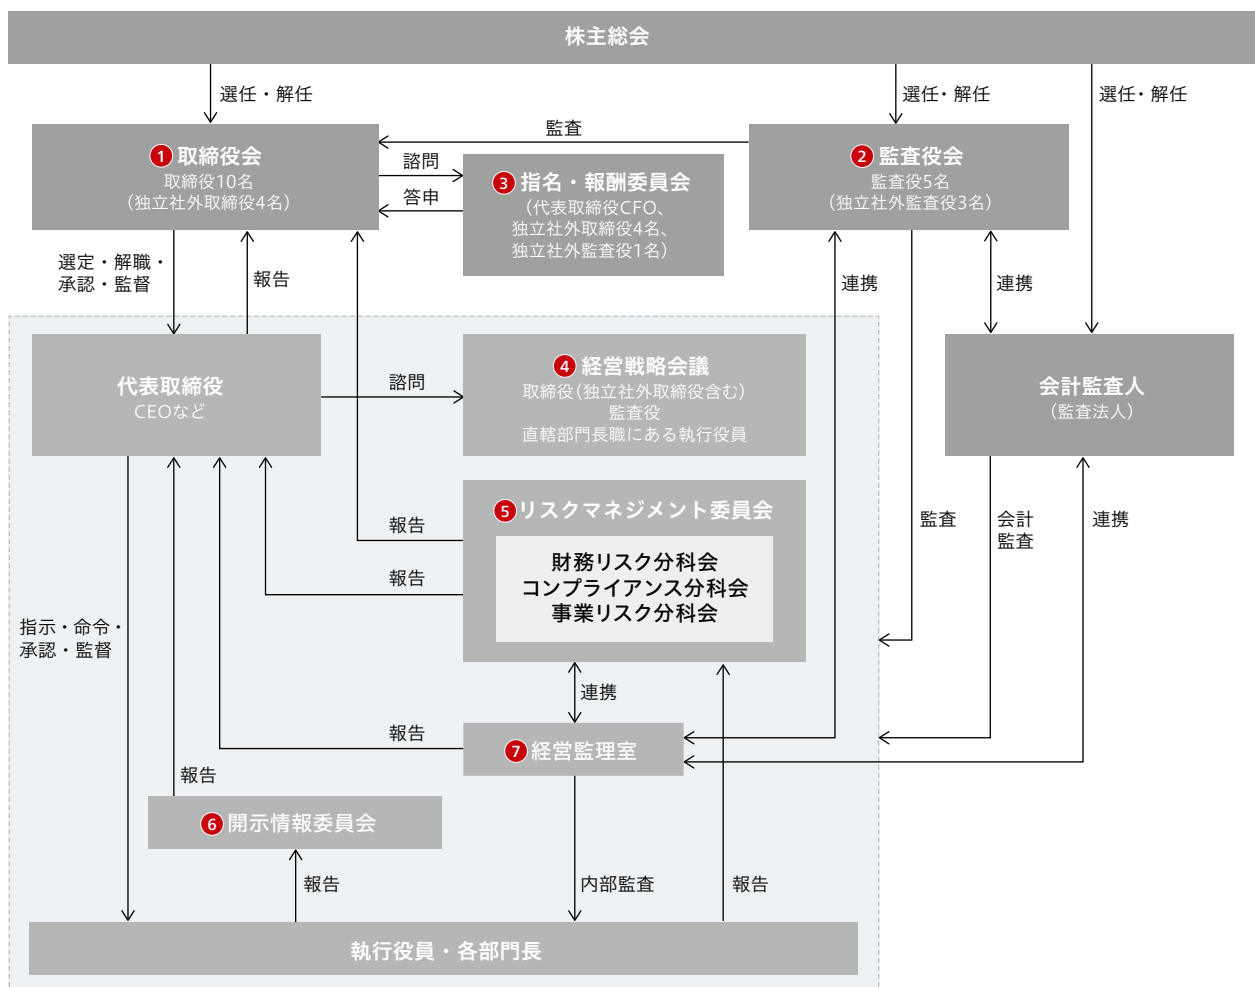 株主総会
選任・解任
選任・解任
選任・解任
監査
1 取締役会
取締役10名
（独立社外取締役4名）
諮問
答申
3 指名・報酬委員会
（代表取締役CFO、
独立社外取締役4名、
独立社外監査役1名）
2 監査役会
監査役5名
（独立社外監査役3名）
選定・解職・
承認・監督
報告
連携
連携
代表取締役
CEOなど
諮問
4 経営戦略会議
取締役（独立社外取締役含む）
監査役
直轄部門長職にある執行役員
会計監査人
（監査法人）
5 リスクマネジメント委員会
財務リスク分科会
コンプライアンス分科会
事業リスク分科会
報告
報告
監査
会計
監査
連携
指示・命令・
承認・監督
連携
報告
7 経営監理室
報告
6 開示情報委員会
報告
内部監査
報告
執行役員・各部門長